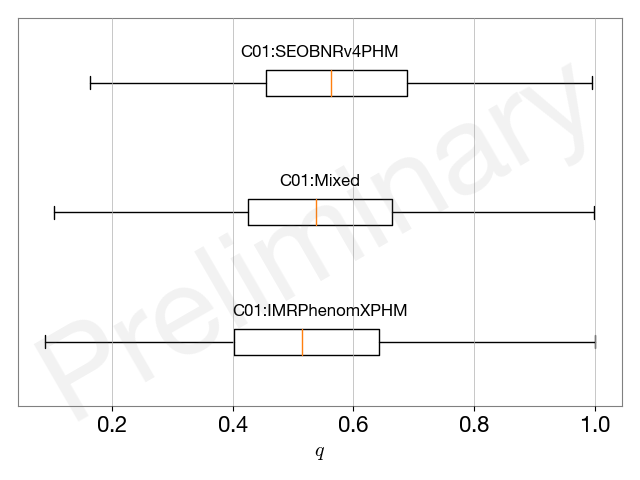 C01:SEOBNRv4PHM
C01:Mixed
C01:IMRPhenomXPHM
Preliminary
0.2 0.4 0.6 0.8 1.0
q